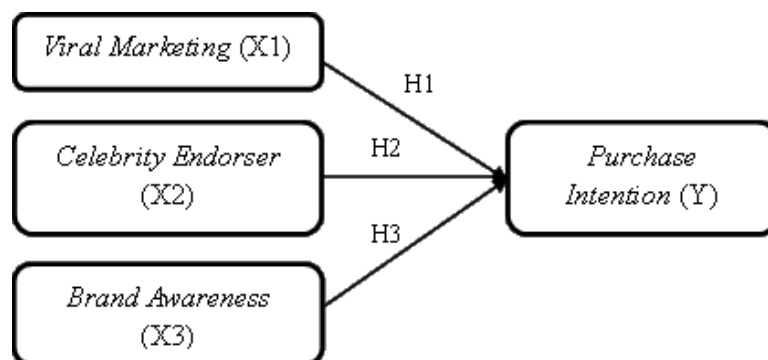 Viral Marketing (X1)
H1
Celebrity Endorser
(X2)
H2
Purchase
Intention (Y)
H3
Brand Awareness
(X3)